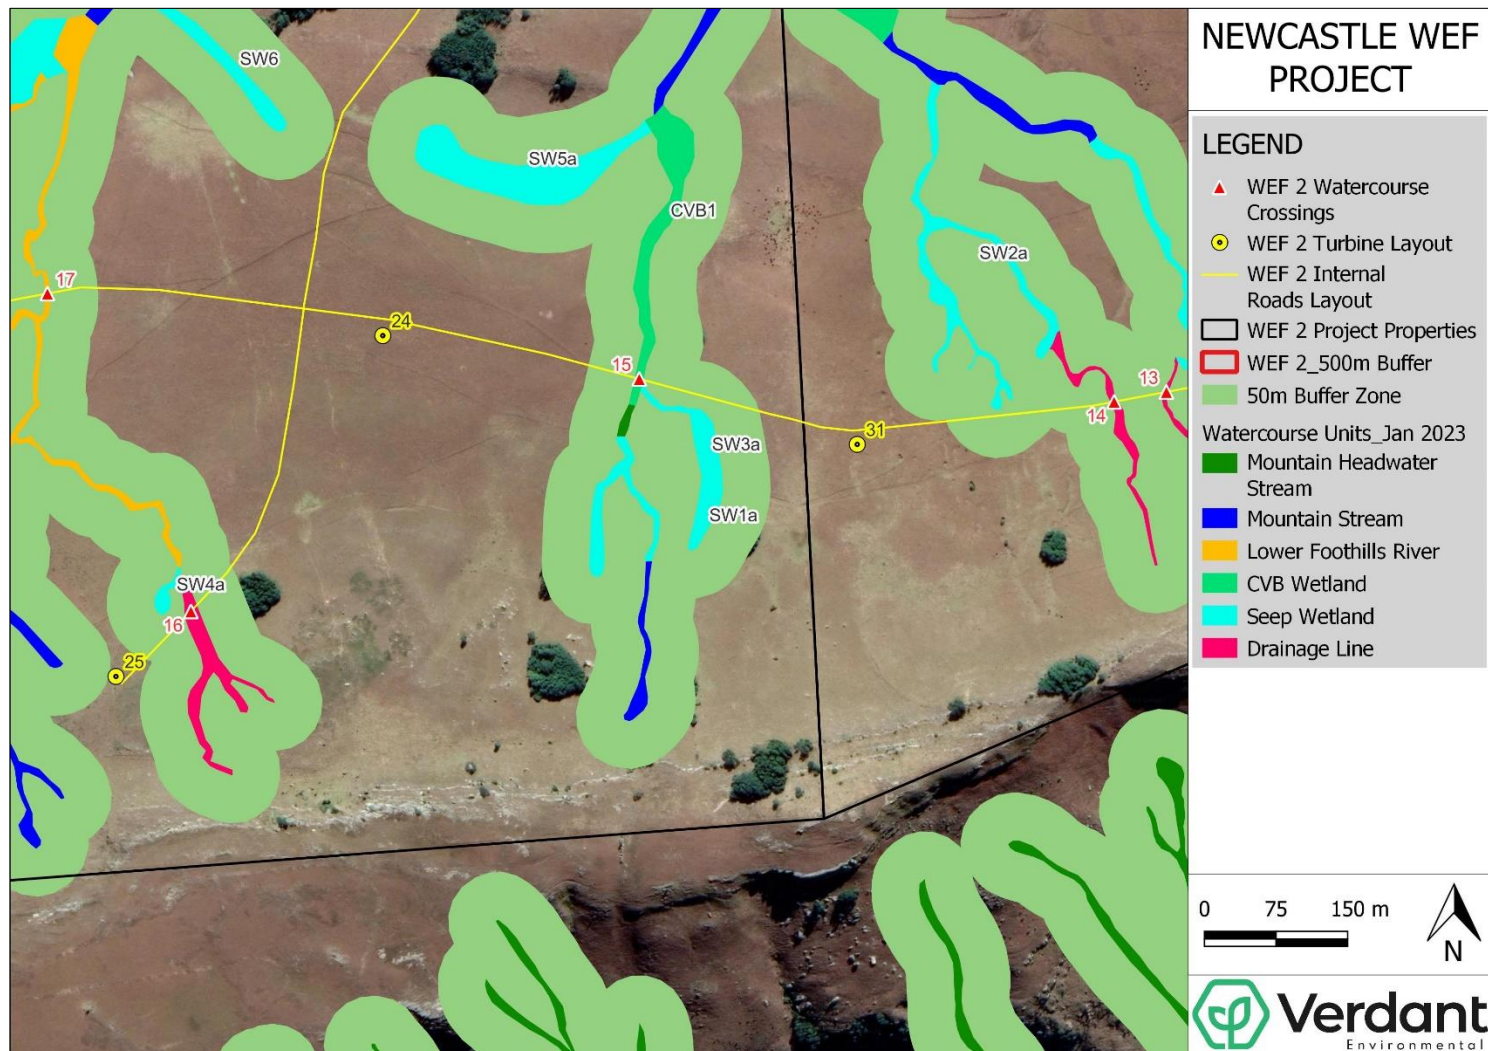 NEWCASTLE WEF
PROJECT
LEGEND
WEF 2 Watercourse
Crossings
WEF 2 Turbine Layout
WEF 2 Internal
Roads Layout
WEF 2 Project Properties
WEF 2_500m Buffer
50m Buffer Zone
Watercourse Units_Jan 2023
Mountain Headwater
Stream
Mountain Stream
Lower Foothills River
CVB Wetland
Seep Wetland
Drainage Line
0 75 150 m
N
Verdant
Environmental
SW6
SW5a
CVB1
SW2a
17
24
15
13
14
31
SW3a
SW1a
SW4a
16
25